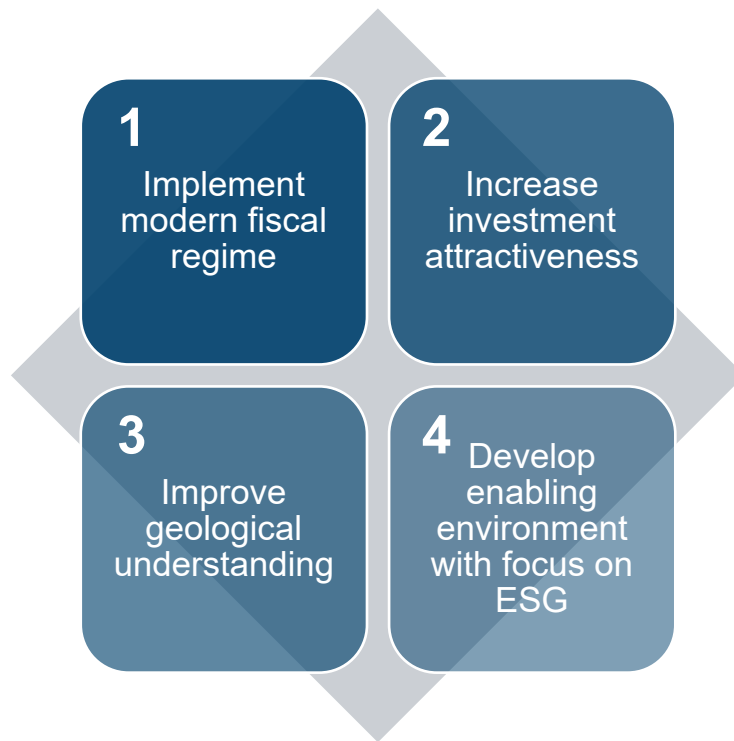 1
Implement
modern fiscal
regime
2
Increase
investment
attractiveness
3
Improve
geological
understanding
4
Develop
enabling
environment
with focus on
ESG